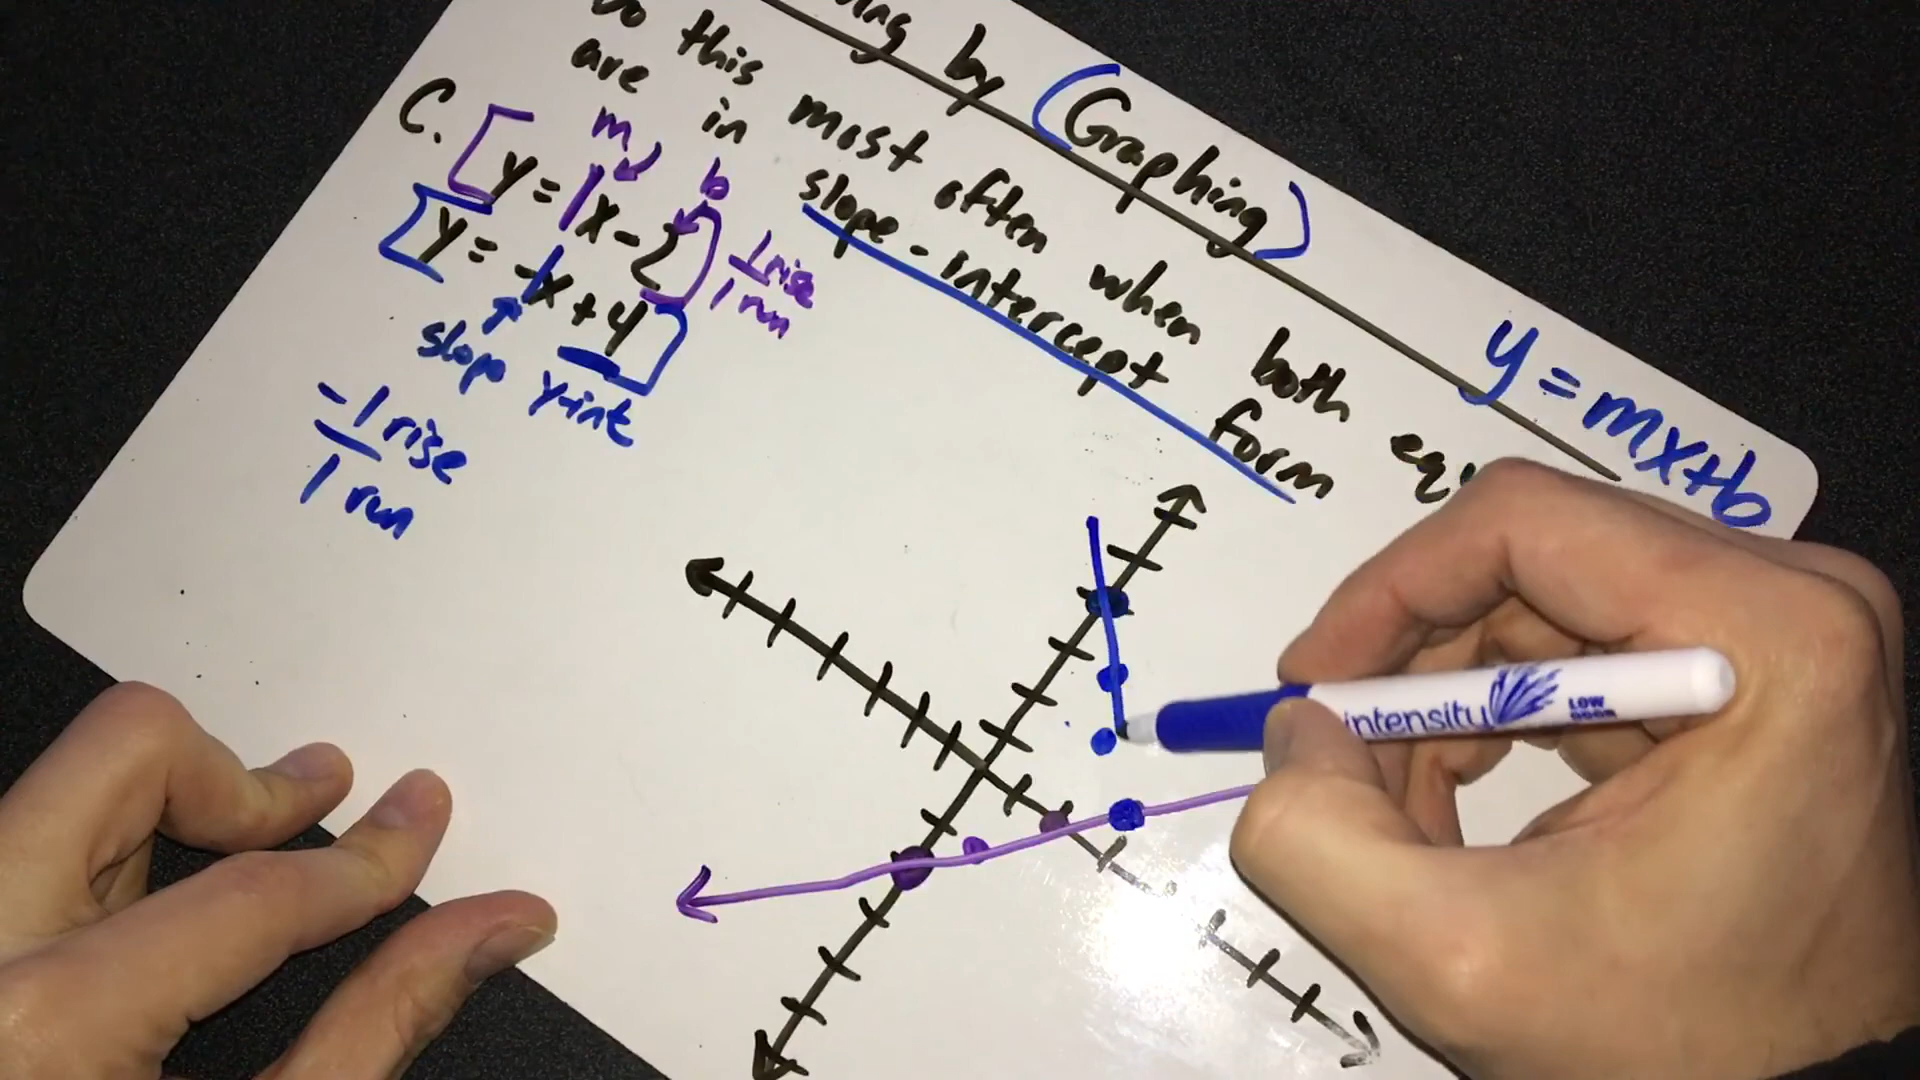 by (Graphing)
this most often when both
are in slope-intercept form
y = mx+b
C.
m
b
y = 1x - 2
1 rise
1 run
y = -1x + 4
slope
y-int
-1 rise
1 run
intensity
LOW
ODOR